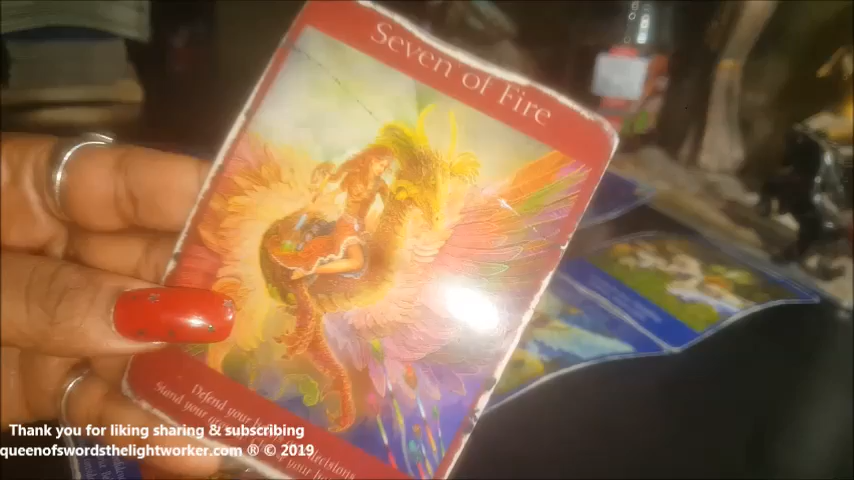 Seven of Fire
Defend your decisions
Stand your your
Thank you for liking sharing & subscribing
queenofswordsthelightworker.com ® © 2019